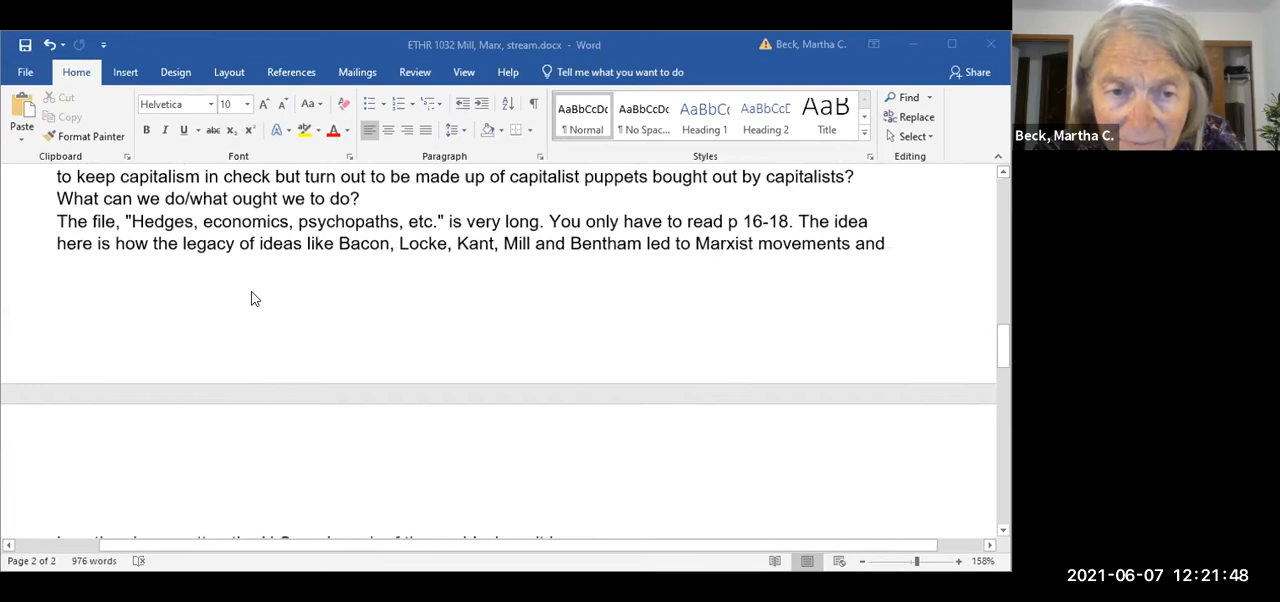 ETHR 1032 Mill, Marx, stream.docx - Word
Beck, Martha C.
File Home Insert Design Layout References Mailings Review View Help Tell me what you want to do Share
Paste
Cut
Copy
Format Painter
Clipboard
Helvetica 10
Font
Paragraph
AaBbCcDc AaBbCcDc AaBbC AaBbCcD AaB
¶ Normal ¶ No Spac... Heading 1 Heading 2 Title
Styles
Find
Replace
Select
Editing
Beck, Martha C.
to keep capitalism in check but turn out to be made up of capitalist puppets bought out by capitalists?
What can we do/what ought we to do?
The file, "Hedges, economics, psychopaths, etc." is very long. You only have to read p 16-18. The idea
here is how the legacy of ideas like Bacon, Locke, Kant, Mill and Bentham led to Marxist movements and
Page 2 of 2 976 words
158%
2021-06-07 12:21:48